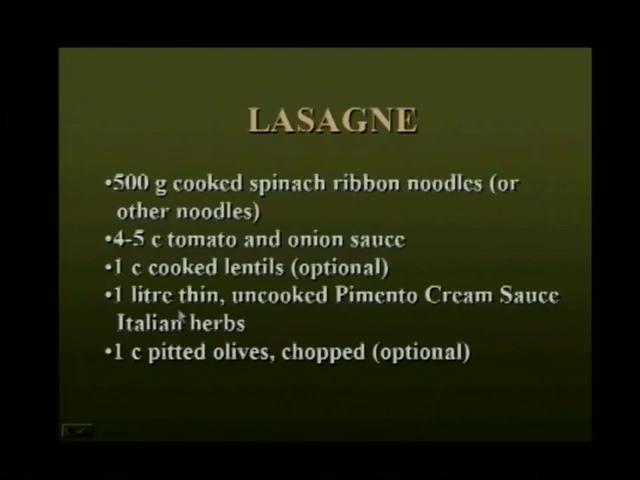 LASAGNE
•500 g cooked spinach ribbon noodles (or
other noodles)
•4-5 c tomato and onion sauce
•1 c cooked lentils (optional)
•1 litre thin, uncooked Pimento Cream Sauce
Italian herbs
•1 c pitted olives, chopped (optional)